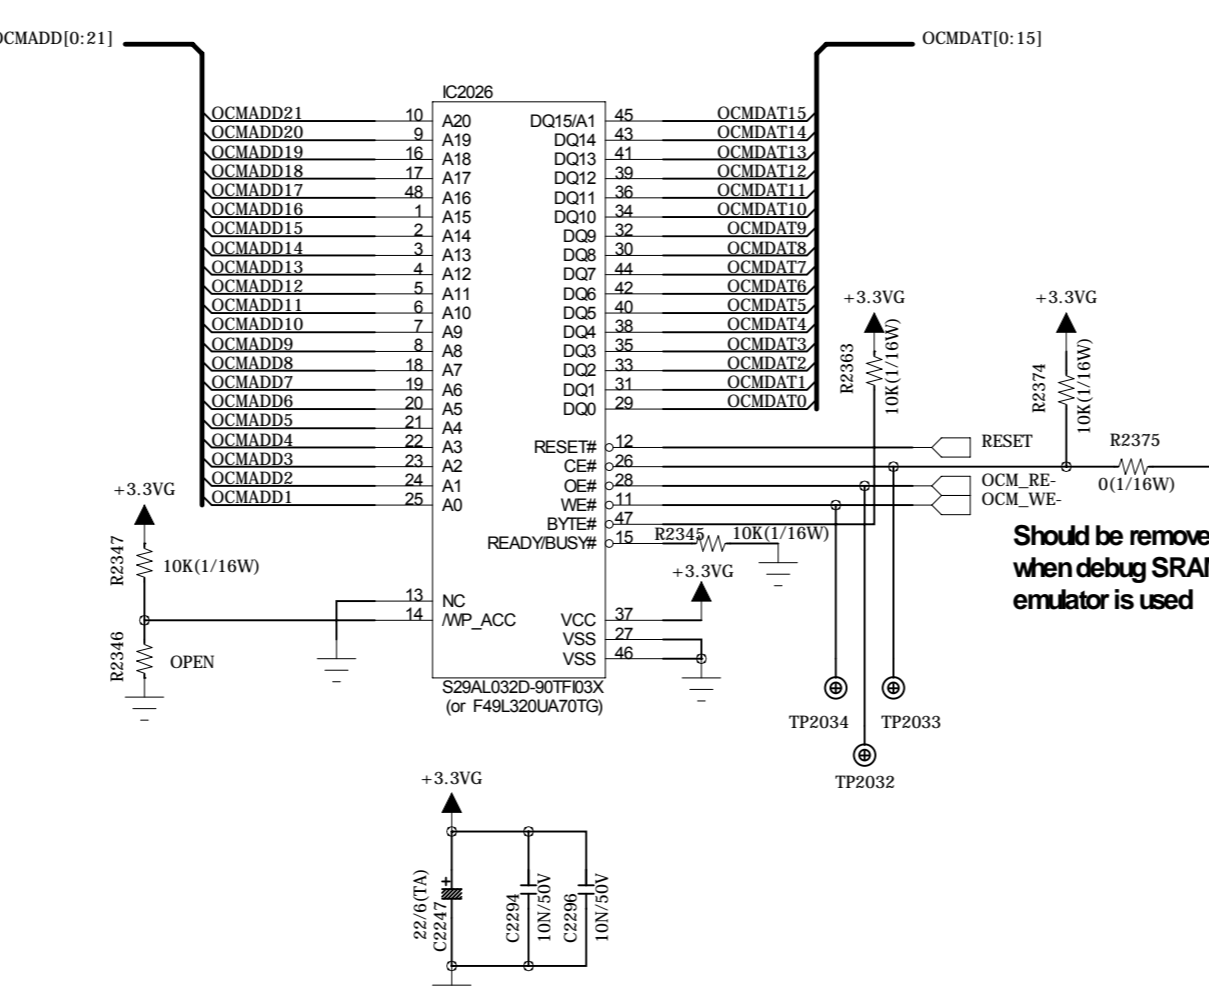 OCMADD[0:21]
OCMDAT[0:15]
IC2026
OCMADD21 10 A20 DQ15/A1 45 OCMDAT15
OCMADD20 9 A19 DQ14 43 OCMDAT14
OCMADD19 16 A18 DQ13 41 OCMDAT13
OCMADD18 17 A17 DQ12 39 OCMDAT12
OCMADD17 48 A16 DQ11 36 OCMDAT11
OCMADD16 1 A15 DQ10 34 OCMDAT10
OCMADD15 2 A14 DQ9 32 OCMDAT9
OCMADD14 3 A13 DQ8 30 OCMDAT8
OCMADD13 4 A12 DQ7 44 OCMDAT7
OCMADD12 5 A11 DQ6 42 OCMDAT6
OCMADD11 6 A10 DQ5 40 OCMDAT5
OCMADD10 7 A9 DQ4 38 OCMDAT4
OCMADD9 8 A8 DQ3 35 OCMDAT3
OCMADD8 18 A7 DQ2 33 OCMDAT2
OCMADD7 19 A6 DQ1 31 OCMDAT1
OCMADD6 20 A5 DQ0 29 OCMDAT0
OCMADD5 21 A4
OCMADD4 22 A3 RESET# 12 RESET
OCMADD3 23 A2 CE# 26
OCMADD2 24 A1 OE# 28 OCM_RE-
OCMADD1 25 A0 WE# 11 OCM_WE-
BYTE# 47
READY/BUSY# 15 R2345 10K(1/16W)
+3.3VG
R2363
10K(1/16W)
+3.3VG
R2374
10K(1/16W)
R2375
0(1/16W)
Should be remove
when debug SRAM
emulator is used
+3.3VG
R2347
10K(1/16W)
R2346
OPEN
13 NC
14 /WP_ACC
+3.3VG
VCC 37
VSS 27
VSS 46
S29AL032D-90TFI03X
(or F49L320UA70TG)
TP2034
TP2033
TP2032
+3.3VG
22/6(TA)
C2247
+
C2294
10N/50V
C2296
10N/50V